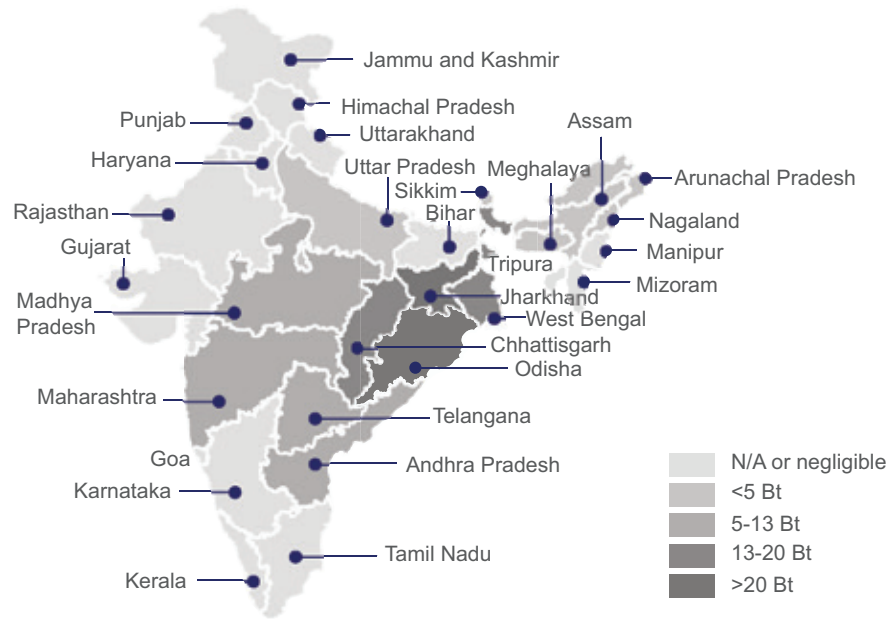 Jammu and Kashmir
Himachal Pradesh
Punjab
Uttarakhand
Assam
Haryana
Uttar Pradesh
Meghalaya
Arunachal Pradesh
Sikkim
Rajasthan
Bihar
Nagaland
Gujarat
Manipur
Tripura
Mizoram
Madhya
Pradesh
Jharkhand
West Bengal
Chhattisgarh
Odisha
Maharashtra
Telangana
Goa
Andhra Pradesh
Karnataka
Tamil Nadu
Kerala
N/A or negligible
<5 Bt
5-13 Bt
13-20 Bt
>20 Bt